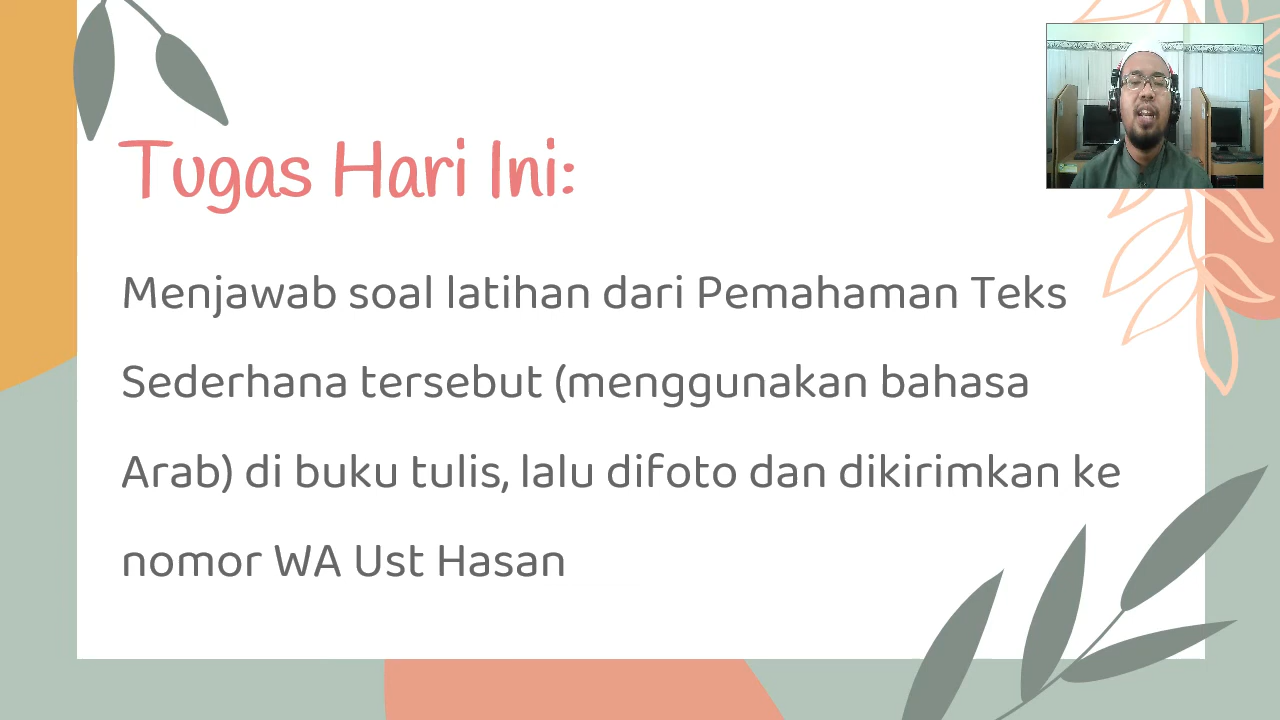 Tugas Hari Ini:
Menjawab soal latihan dari Pemahaman Teks
Sederhana tersebut (menggunakan bahasa
Arab) di buku tulis, lalu difoto dan dikirimkan ke
nomor WA Ust Hasan